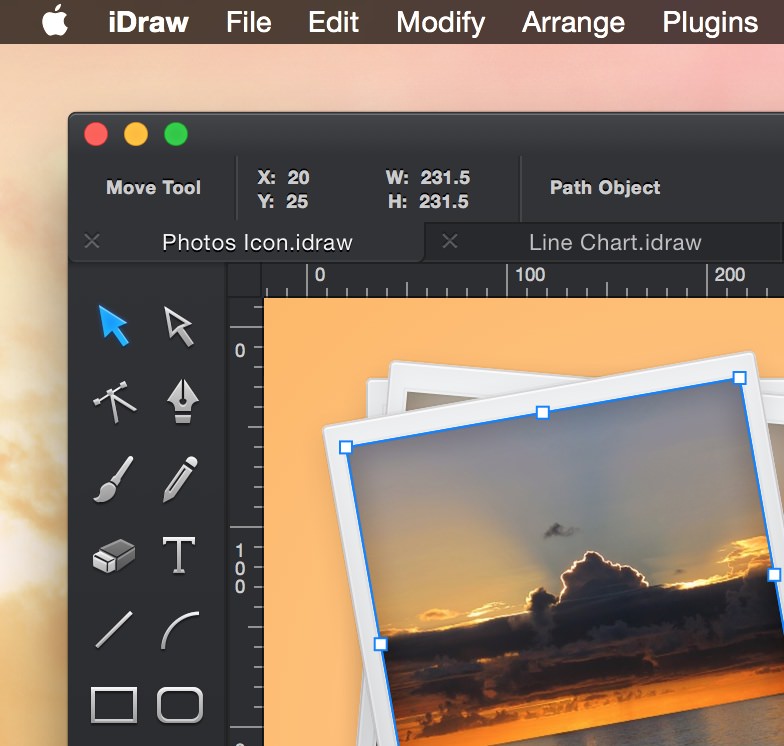 iDraw File Edit Modify Arrange Plugins
Move Tool
X: 20 W: 231.5
Y: 25 H: 231.5
Path Object
Photos Icon.idraw Line Chart.idraw
0 100 200
0
100